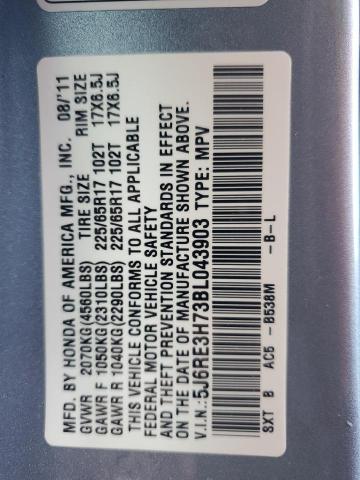 MFD. BY HONDA OF AMERICA MFG., INC. 08/'11
GVWR 2070KG(4560LBS) TIRE SIZE RIM SIZE
GAWR F 1050KG(2310LBS) 225/65R17 102T 17X6.5J
GAWR R 1040KG(2290LBS) 225/65R17 102T 17X6.5J
THIS VEHICLE CONFORMS TO ALL APPLICABLE
FEDERAL MOTOR VEHICLE SAFETY
AND THEFT PREVENTION STANDARDS IN EFFECT
ON THE DATE OF MANUFACTURE SHOWN ABOVE.
V.I.N.: 5J6RE3H73BL043903 TYPE: MPV
SXT B AC5 -B538M -B-L